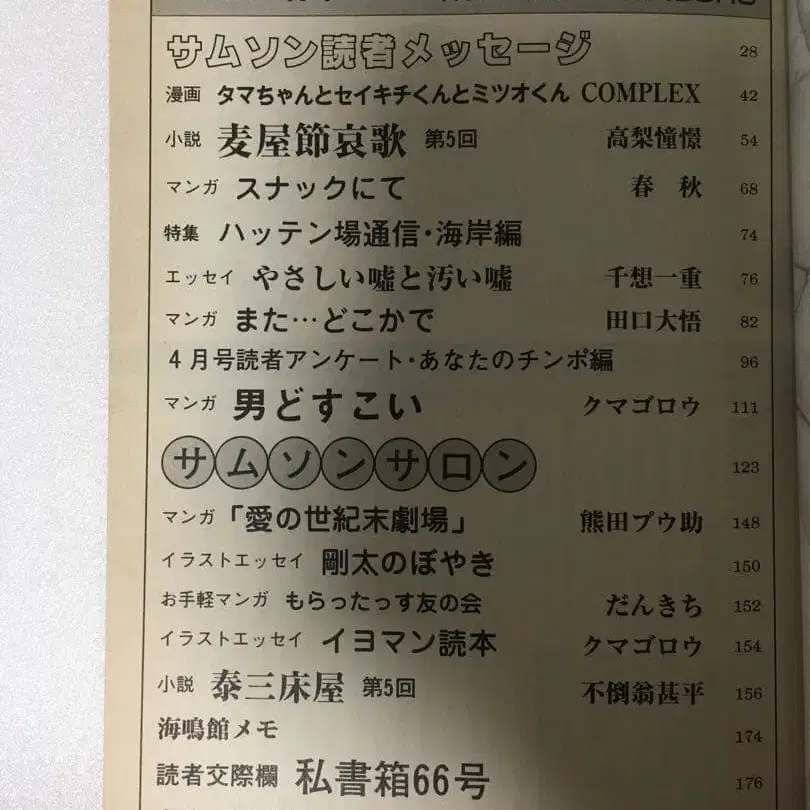 サムソン読者メッセージ 28
漫画 タマちゃんとセイキチくんとミツオくん COMPLEX 42
小説 麦屋節哀歌 第5回 高梨憧憬 54
マンガ スナックにて 春 秋 68
特集 ハッテン場通信・海岸編 74
エッセイ やさしい嘘と汚い嘘 千想一重 76
マンガ また…どこかで 田口大悟 82
4月号読者アンケート・あなたのチンポ編 96
マンガ 男どすこい クマゴロウ 111
サムソンサロン 123
マンガ 「愛の世紀末劇場」 熊田プウ助 148
イラストエッセイ 剛太のぼやき 150
お手軽マンガ もらったっす友の会 だんきち 152
イラストエッセイ イヨマン読本 クマゴロウ 154
小説 泰三床屋 第5回 不倒翁甚平 156
海鳴館メモ 174
読者交際欄 私書箱66号 176